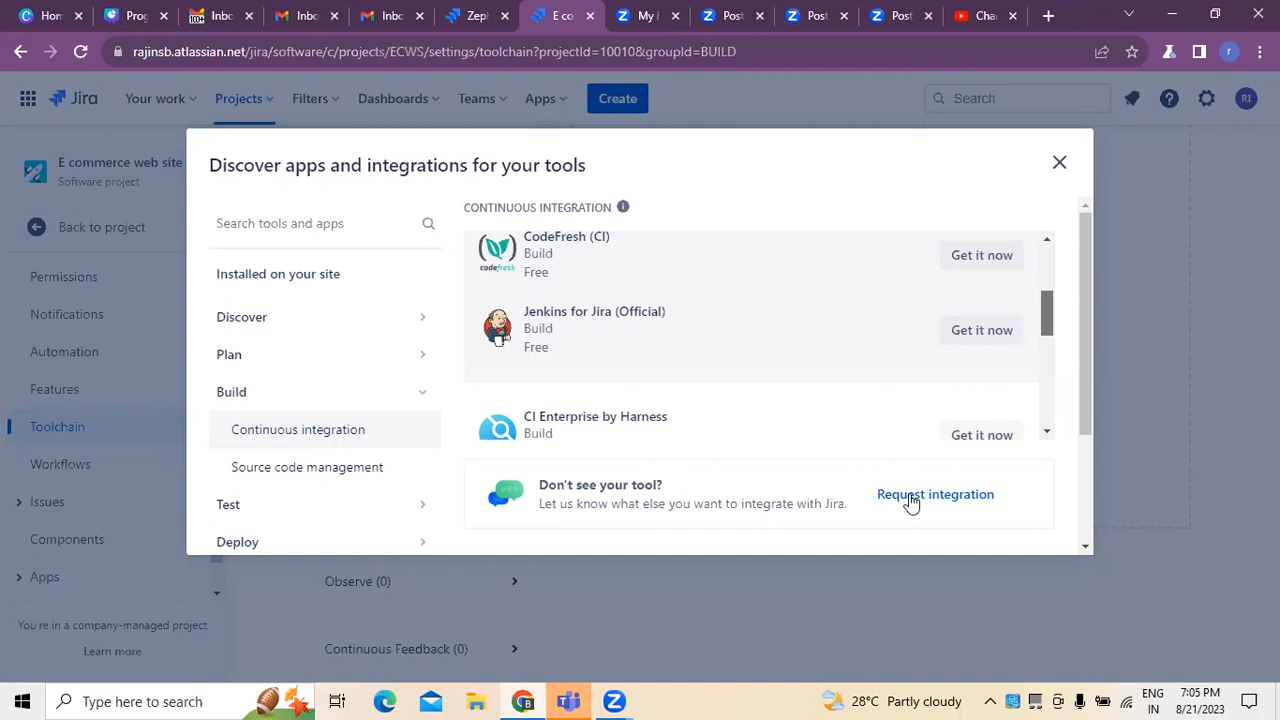 Hor
Prog
10+
Inbo
Inbo
Inbo
Zepl
E co
My l
Post
Post
Post
Cha
rajinsb.atlassian.net/jira/software/c/projects/ECWS/settings/toolchain?projectId=10010&groupId=BUILD
r
Jira
Your work
Projects
Filters
Dashboards
Teams
Apps
Create
Search
RI
E commerce web site
Software project
Back to project
Permissions
Notifications
Automation
Features
Toolchain
Workflows
Issues
Components
Apps
You're in a company-managed project
Learn more
Discover apps and integrations for your tools
Search tools and apps
Installed on your site
Discover
Plan
Build
Continuous integration
Source code management
Test
Deploy
CONTINUOUS INTEGRATION
codefresh
CodeFresh (CI)
Build
Free
Get it now
Jenkins for Jira (Official)
Build
Free
Get it now
CI Enterprise by Harness
Build
Get it now
Don't see your tool?
Let us know what else you want to integrate with Jira.
Request integration
Observe (0)
Continuous Feedback (0)
Type here to search
28°C Partly cloudy
ENG
IN
7:05 PM
8/21/2023